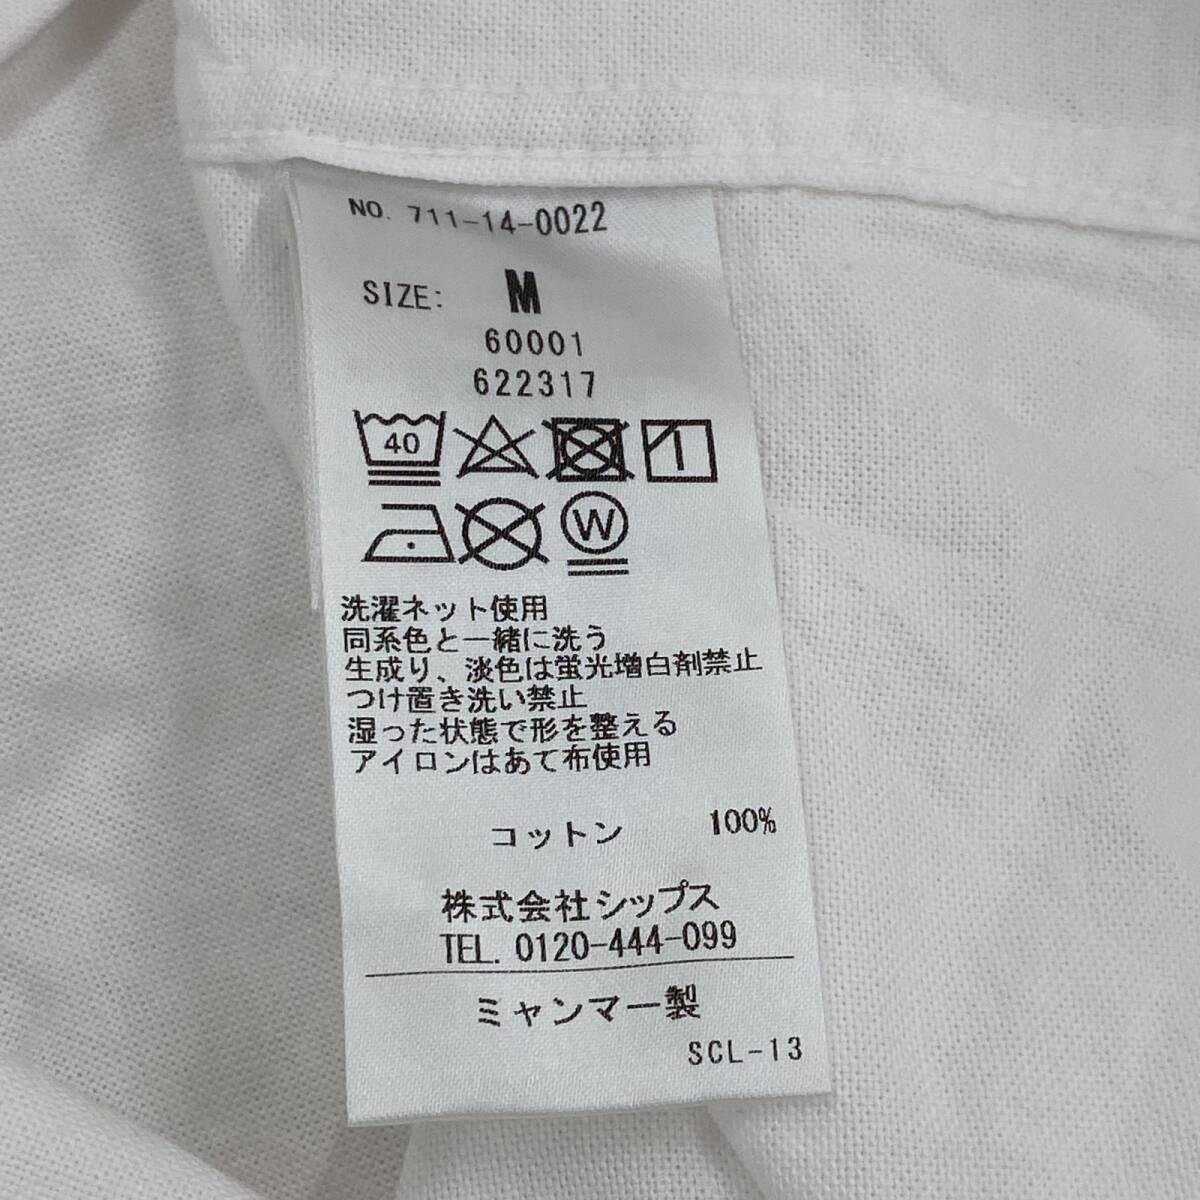 NO. 711-14-0022
SIZE: M
60001
622317
40
W
洗濯ネット使用
同系色と一緒に洗う
生成り、淡色は蛍光増白剤禁止
つけ置き洗い禁止
湿った状態で形を整える
アイロンはあて布使用
コットン 100%
株式会社シップス
TEL. 0120-444-099
ミャンマー製
SCL-13